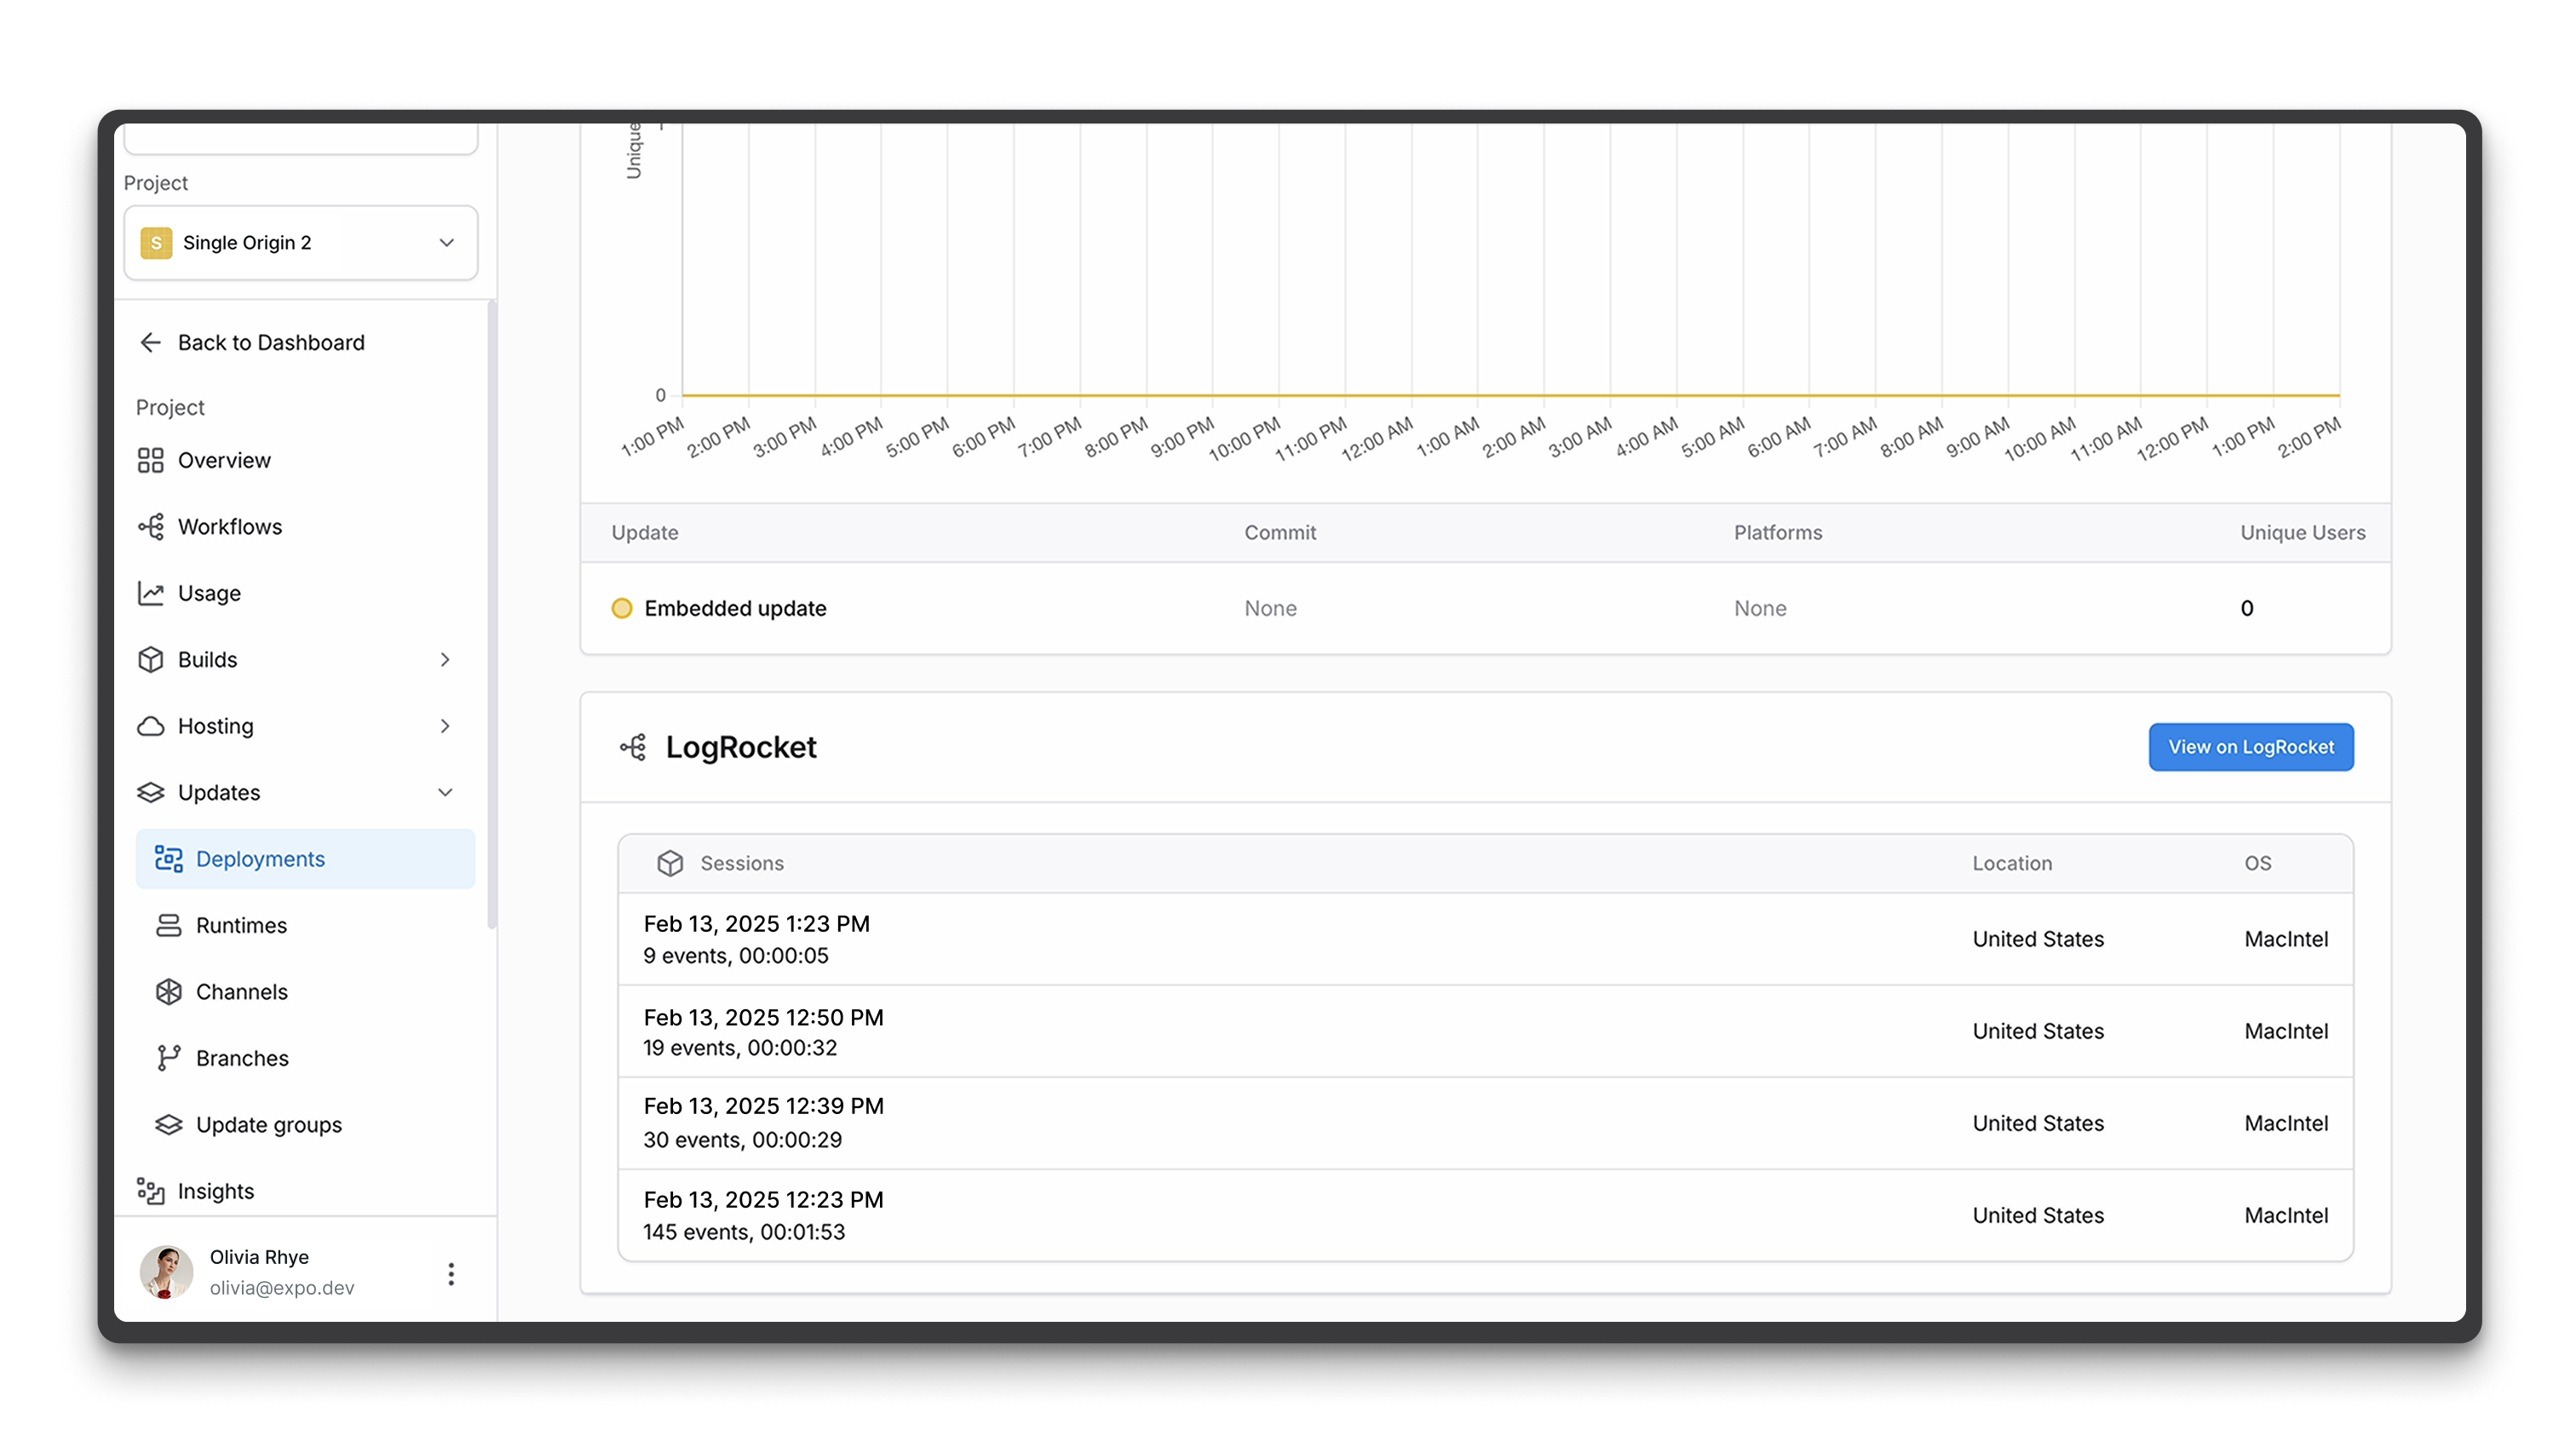 Project
S Single Origin 2
Back to Dashboard
Project
Overview
Workflows
Usage
Builds
Hosting
Updates
Deployments
Runtimes
Channels
Branches
Update groups
Insights
Olivia Rhye
olivia@expo.dev
Unique
0
1:00 PM 2:00 PM 3:00 PM 4:00 PM 5:00 PM 6:00 PM 7:00 PM 8:00 PM 9:00 PM 10:00 PM 11:00 PM 12:00 AM 1:00 AM 2:00 AM 3:00 AM 4:00 AM 5:00 AM 6:00 AM 7:00 AM 8:00 AM 9:00 AM 10:00 AM 11:00 AM 12:00 PM 1:00 PM 2:00 PM
Update Commit Platforms Unique Users
Embedded update None None 0
LogRocket View on LogRocket
Sessions Location OS
Feb 13, 2025 1:23 PM
9 events, 00:00:05
United States MacIntel
Feb 13, 2025 12:50 PM
19 events, 00:00:32
United States MacIntel
Feb 13, 2025 12:39 PM
30 events, 00:00:29
United States MacIntel
Feb 13, 2025 12:23 PM
145 events, 00:01:53
United States MacIntel